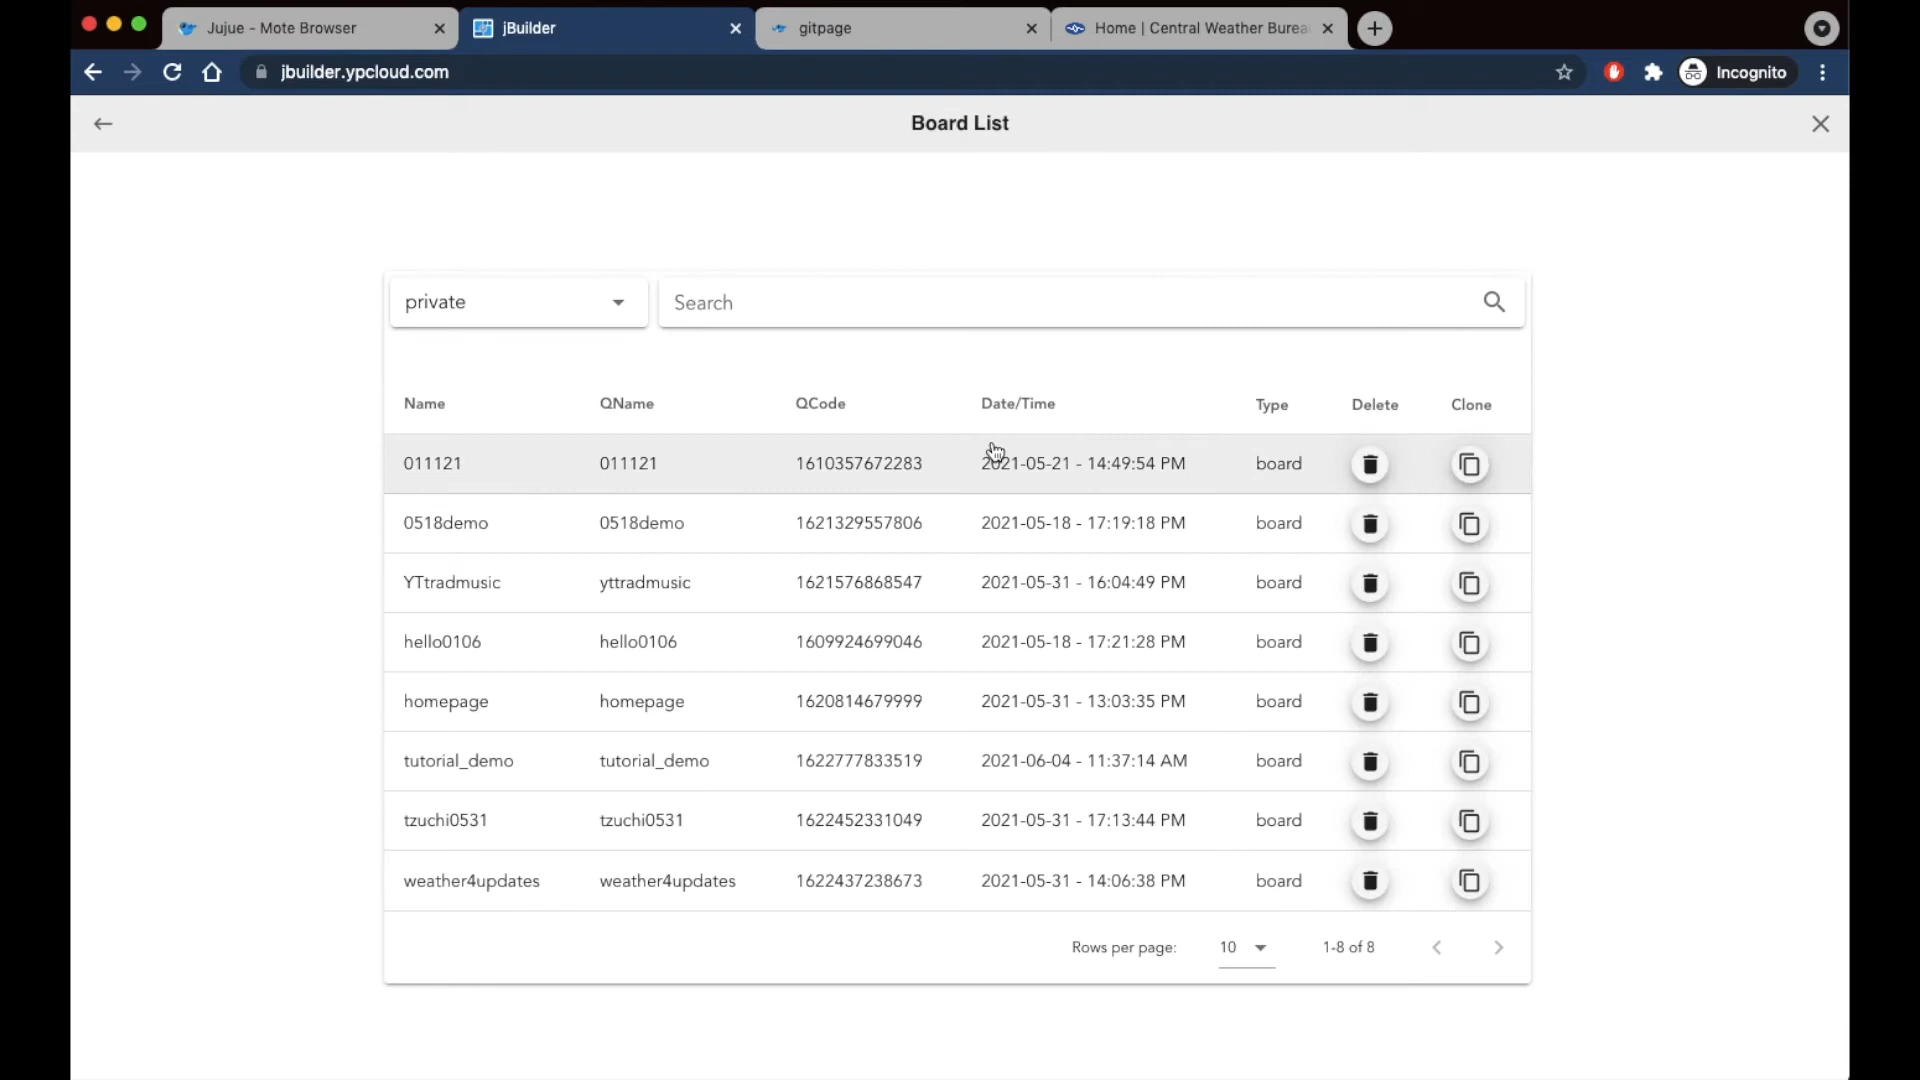 Jujue - Mote Browser
jBuilder
gitpage
Home | Central Weather Burea
jbuilder.ypcloud.com
Incognito
Board List
private
Search
Name QName QCode Date/Time Type Delete Clone
011121 011121 1610357672283 2021-05-21 - 14:49:54 PM board
0518demo 0518demo 1621329557806 2021-05-18 - 17:19:18 PM board
YTtradmusic yttradmusic 1621576868547 2021-05-31 - 16:04:49 PM board
hello0106 hello0106 1609924699046 2021-05-18 - 17:21:28 PM board
homepage homepage 1620814679999 2021-05-31 - 13:03:35 PM board
tutorial_demo tutorial_demo 1622777833519 2021-06-04 - 11:37:14 AM board
tzuchi0531 tzuchi0531 1622452331049 2021-05-31 - 17:13:44 PM board
weather4updates weather4updates 1622437238673 2021-05-31 - 14:06:38 PM board
Rows per page: 10 1-8 of 8